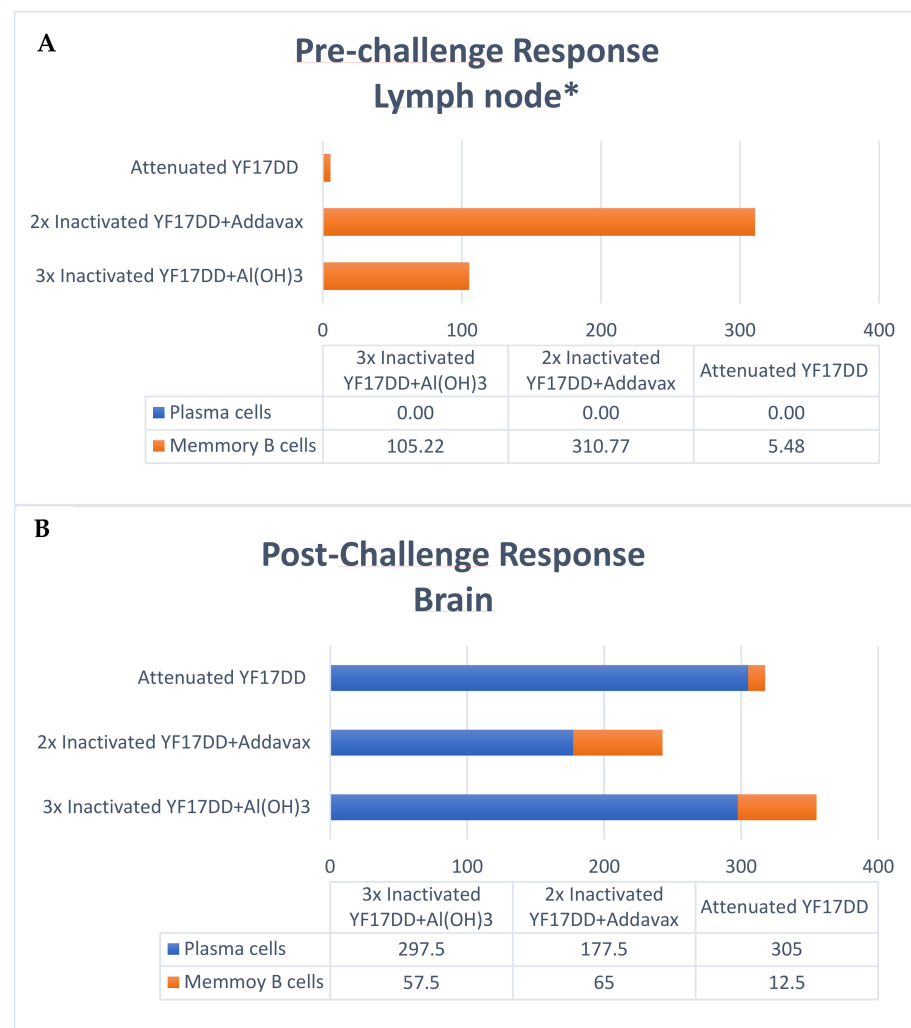 A
Pre-challenge Response
Lymph node*
Attenuated YF17DD
2x Inactivated YF17DD+Addavax
3x Inactivated YF17DD+Al(OH)3
0 100 200 300 400
3x Inactivated YF17DD+Al(OH)3 2x Inactivated YF17DD+Addavax Attenuated YF17DD
Plasma cells 0.00 0.00 0.00
Memmory B cells 105.22 310.77 5.48
B
Post-Challenge Response
Brain
Attenuated YF17DD
2x Inactivated YF17DD+Addavax
3x Inactivated YF17DD+Al(OH)3
0 100 200 300 400
3x Inactivated YF17DD+Al(OH)3 2x Inactivated YF17DD+Addavax Attenuated YF17DD
Plasma cells 297.5 177.5 305
Memmoy B cells 57.5 65 12.5